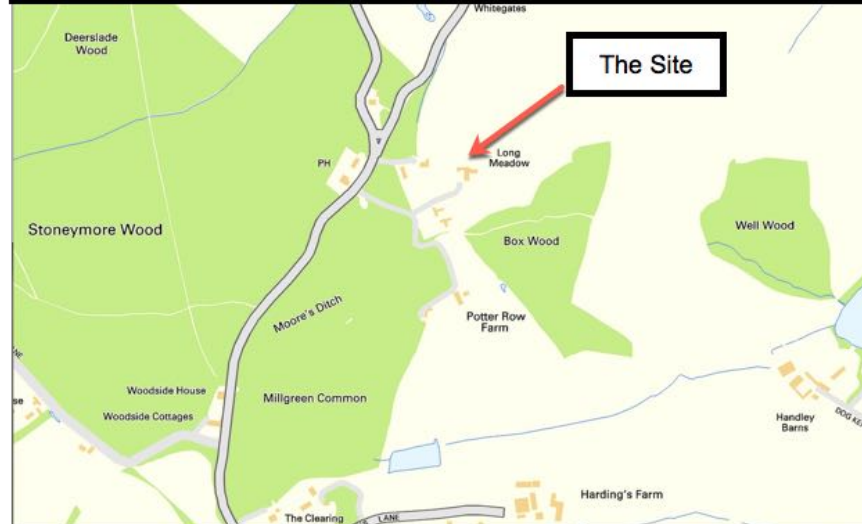 Whitegates
Deerslade
Wood
The Site
PH
Long
Meadow
Stoneymore Wood
Box Wood
Well Wood
Moore's Ditch
Potter Row
Farm
Woodside House
Woodside Cottages
Millgreen Common
Handley
Barns
Harding's Farm
The Clearing
LANE